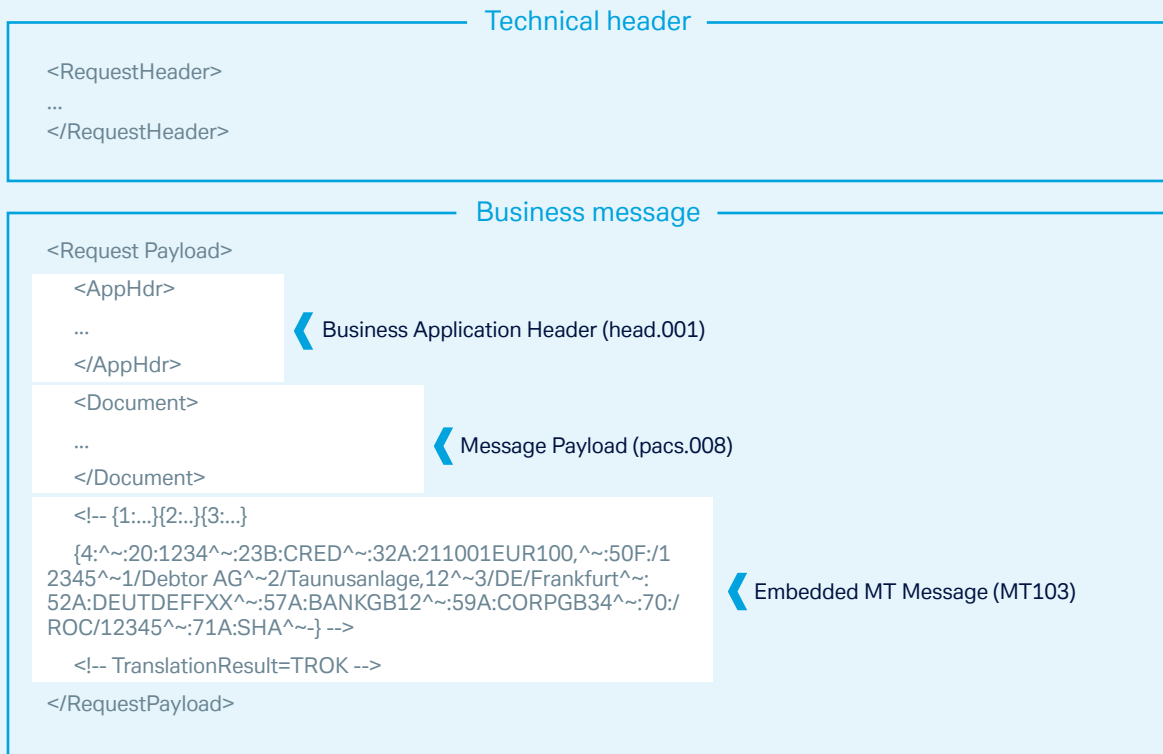 Technical header
<RequestHeader>
...
</RequestHeader>
Business message
<Request Payload>
<AppHdr>
...
</AppHdr>
Business Application Header (head.001)
<Document>
...
</Document>
Message Payload (pacs.008)
<!-- {1:...}{2:..}{3:...}
{4:^~:20:1234^~:23B:CRED^~:32A:211001EUR100,^~:50F:/1
2345^~1/Debtor AG^~2/Taunusanlage,12^~3/DE/Frankfurt^~:
52A:DEUTDEFFXX^~:57A:BANKGB12^~:59A:CORPGB34^~:70:/
ROC/12345^~:71A:SHA^~-} -->
Embedded MT Message (MT103)
<!-- TranslationResult=TROK -->
</RequestPayload>